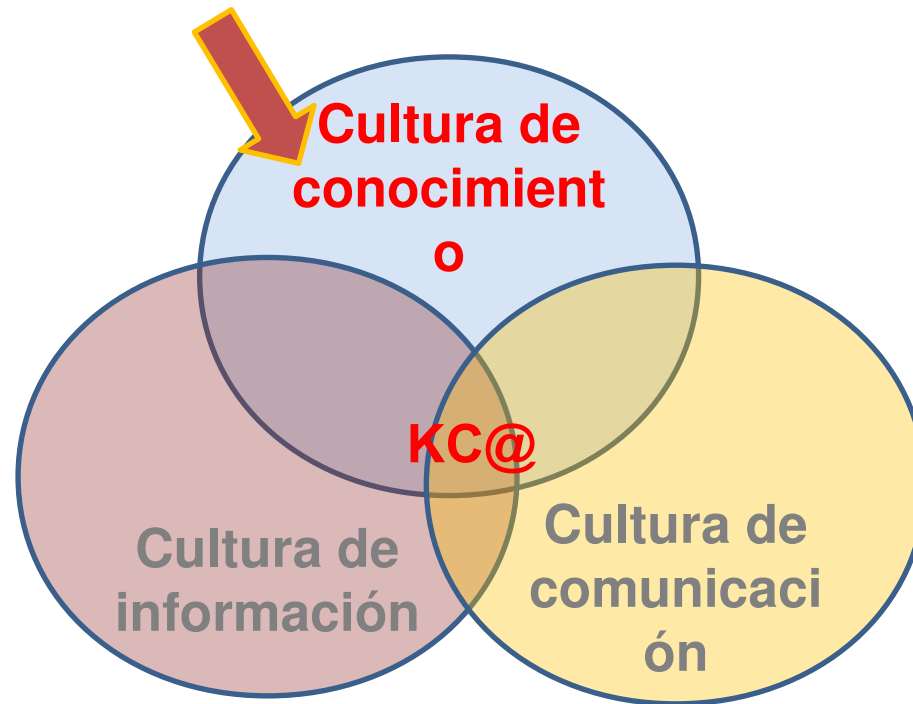 Cultura de
conocimient
o
KC@
Cultura de
información
Cultura de
comunicaci
ón